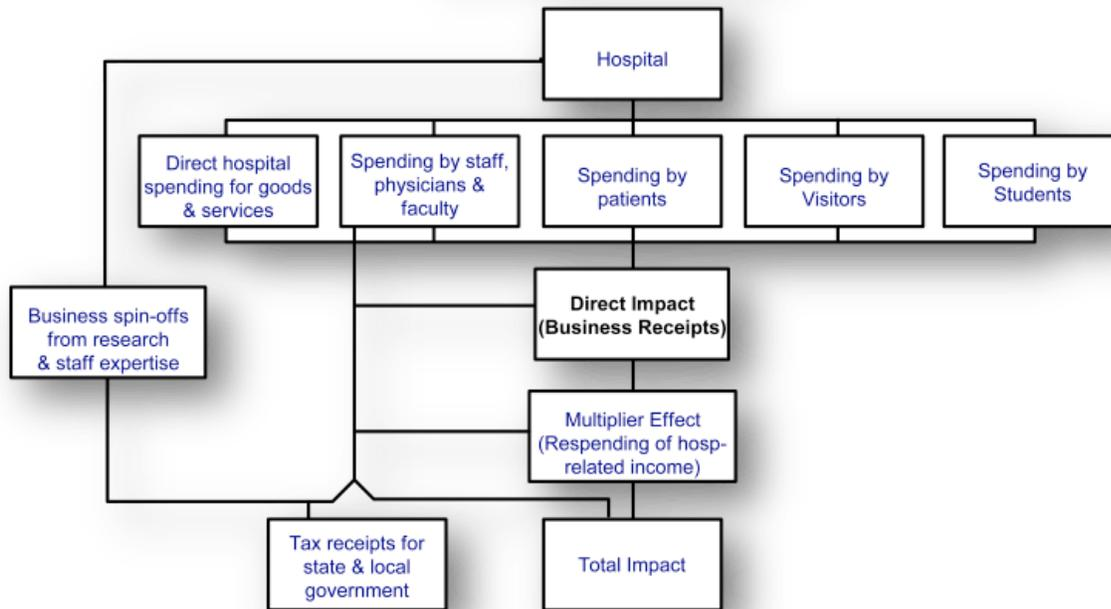 Hospital
Direct hospital
spending for goods
& services
Spending by staff,
physicians &
faculty
Spending by
patients
Spending by
Visitors
Spending by
Students
Business spin-offs
from research
& staff expertise
Direct Impact
(Business Receipts)
Multiplier Effect
(Respending of hosp-
related income)
Tax receipts for
state & local
government
Total Impact